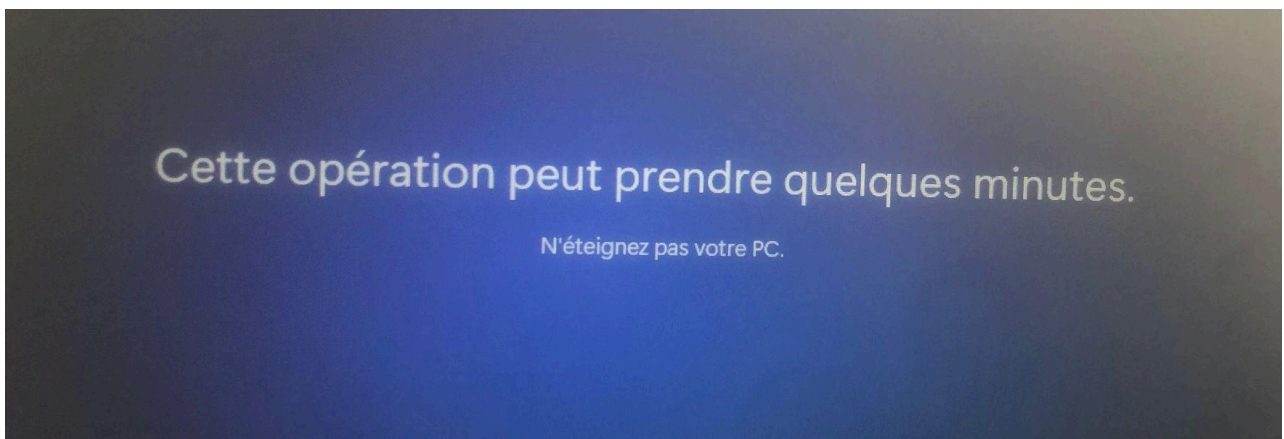 Cette opération peut prendre quelques minutes.
N'éteignez pas votre PC.